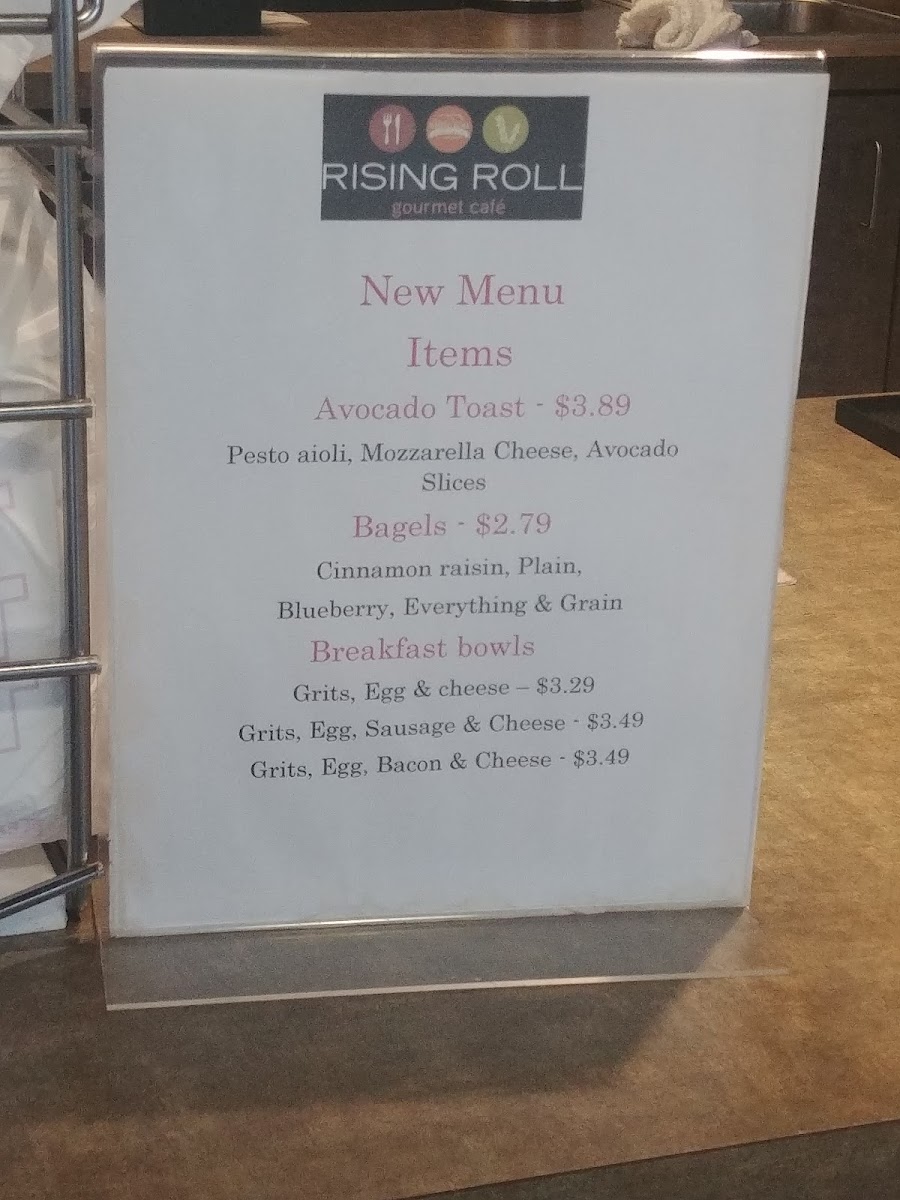 RISING ROLL
gourmet café
New Menu
Items
Avocado Toast - $3.89
Pesto aioli, Mozzarella Cheese, Avocado
Slices
Bagels - $2.79
Cinnamon raisin, Plain,
Blueberry, Everything & Grain
Breakfast bowls
Grits, Egg & cheese – $3.29
Grits, Egg, Sausage & Cheese - $3.49
Grits, Egg, Bacon & Cheese - $3.49